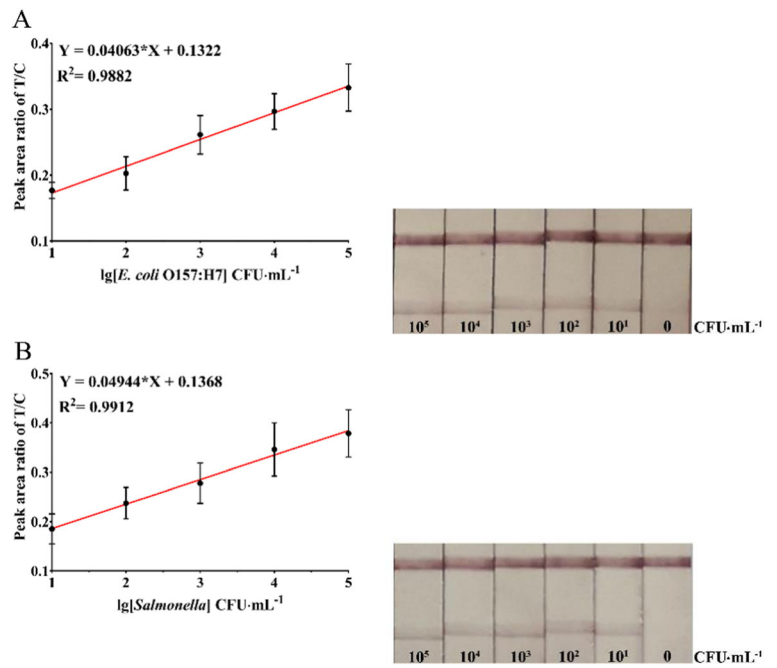 A
Y = 0.04063*X + 0.1322
R²= 0.9882
Peak area ratio of T/C
0.4
0.3
0.2
0.1
1 2 3 4 5
lg[E. coli O157:H7] CFU·mL⁻¹
10⁵ 10⁴ 10³ 10² 10¹ 0 CFU·mL⁻¹
B
Y = 0.04944*X + 0.1368
R²= 0.9912
Peak area ratio of T/C
0.5
0.4
0.3
0.2
0.1
1 2 3 4 5
lg[Salmonella] CFU·mL⁻¹
10⁵ 10⁴ 10³ 10² 10¹ 0 CFU·mL⁻¹